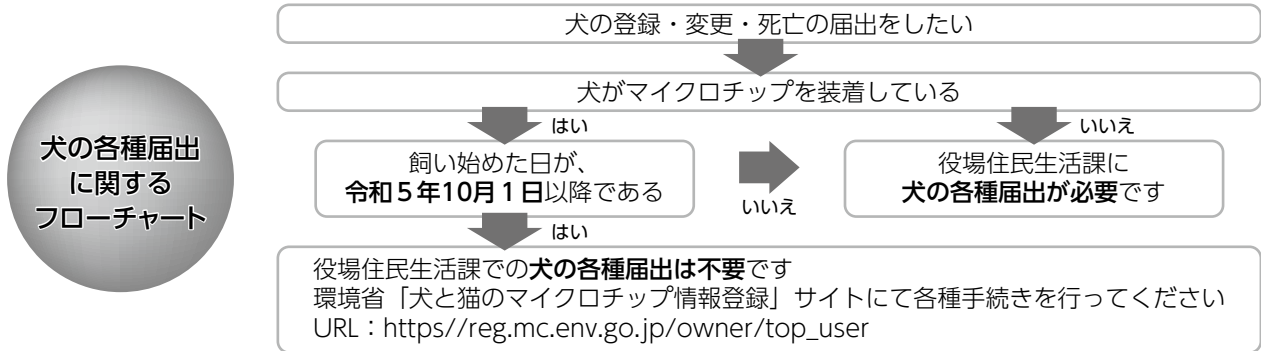 犬の各種届出
に関する
フローチャート
犬の登録・変更・死亡の届出をしたい
犬がマイクロチップを装着している
はい
いいえ
飼い始めた日が、
令和5年10月1日以降である
いいえ
役場住民生活課に
犬の各種届出が必要です
はい
役場住民生活課での犬の各種届出は不要です
環境省「犬と猫のマイクロチップ情報登録」サイトにて各種手続きを行ってください
URL：https//reg.mc.env.go.jp/owner/top_user